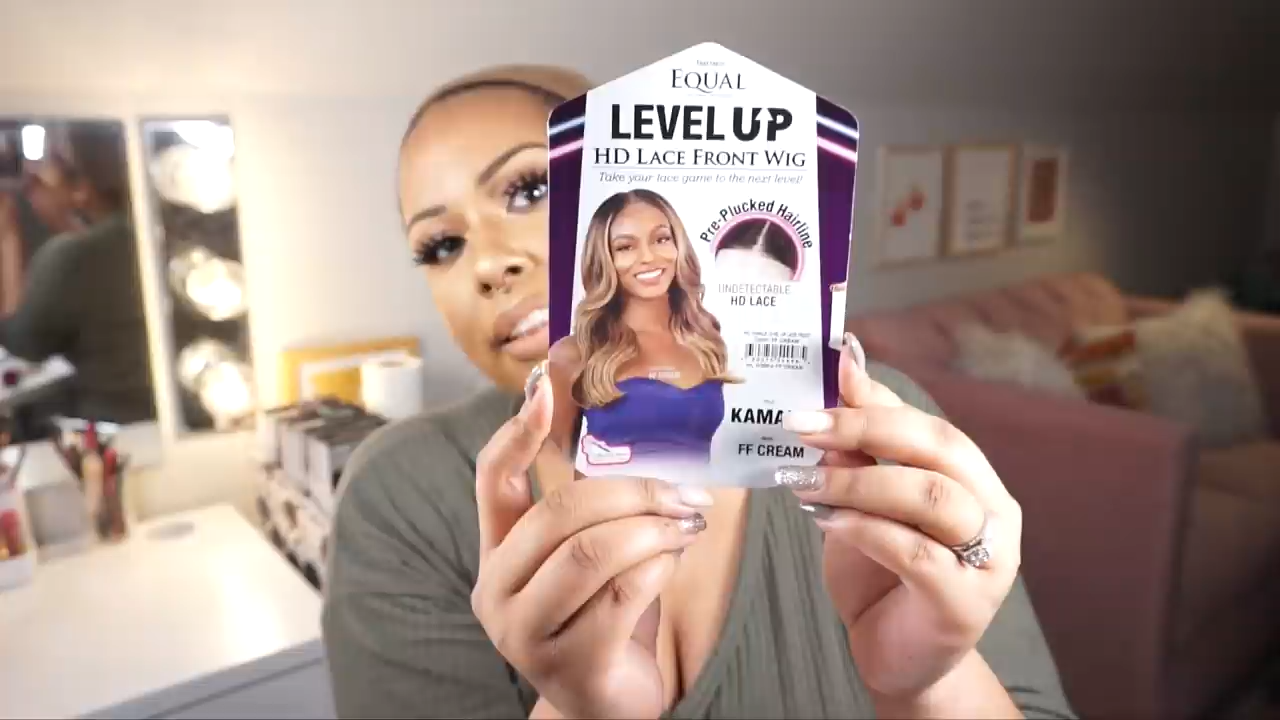 EQUAL
LEVEL UP
HD LACE FRONT WIG
Take your lace game to the next level!
Pre-Plucked Hairline
UNDETECTABLE
HD LACE
FF CREAM